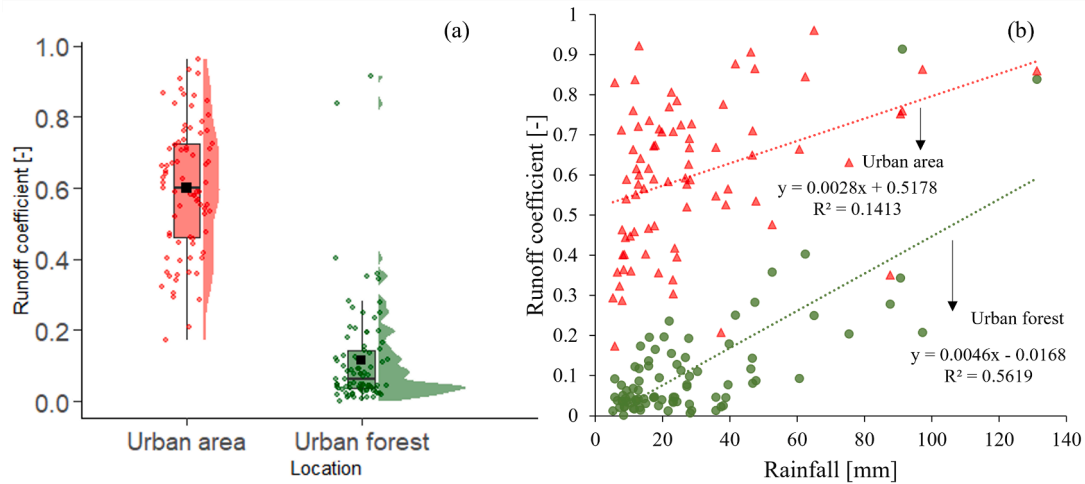 (a)
Runoff coefficient [-]
1.0
0.8
0.6
0.4
0.2
0.0
Urban area
Urban forest
Location
(b)
Runoff coefficient [-]
1
0.9
0.8
0.7
0.6
0.5
0.4
0.3
0.2
0.1
0
Urban area
y = 0.0028x + 0.5178
R² = 0.1413
Urban forest
y = 0.0046x - 0.0168
R² = 0.5619
0 20 40 60 80 100 120 140
Rainfall [mm]